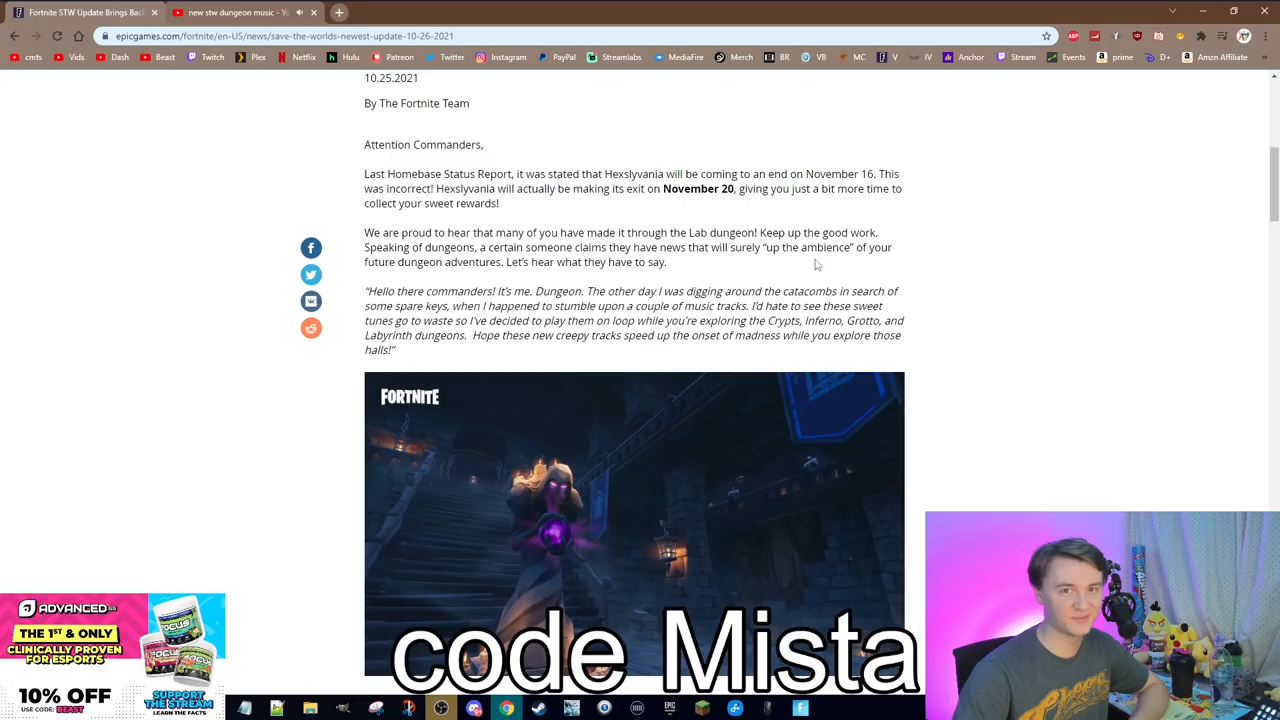 Fortnite STW Update Brings Bac
new stw dungeon music - Yo
epicgames.com/fortnite/en-US/news/save-the-worlds-newest-update-10-26-2021
cmts Vids Dash Beast Twitch Plex Netflix Hulu Patreon Twitter Instagram PayPal Streamlabs MediaFire Merch BR VB MC V IV Anchor Stream Events prime D+ Amzn Affiliate
10.25.2021
By The Fortnite Team
Attention Commanders,
Last Homebase Status Report, it was stated that Hexslyvania will be coming to an end on November 16. This
was incorrect! Hexslyvania will actually be making its exit on November 20, giving you just a bit more time to
collect your sweet rewards!
We are proud to hear that many of you have made it through the Lab dungeon! Keep up the good work.
Speaking of dungeons, a certain someone claims they have news that will surely “up the ambience” of your
future dungeon adventures. Let’s hear what they have to say.
“Hello there commanders! It’s me. Dungeon. The other day I was digging around the catacombs in search of
some spare keys, when I happened to stumble upon a couple of music tracks. I’d hate to see these sweet
tunes go to waste so I’ve decided to play them on loop while you’re exploring the Crypts, Inferno, Grotto, and
Labyrinth dungeons. Hope these new creepy tracks speed up the onset of madness while you explore those
halls!”
FORTNITE
code Mista
ADVANCED.GG
THE 1ST & ONLY
CLINICALLY PROVEN
FOR ESPORTS
10% OFF
USE CODE: BEAST
FOCUS
FOCUS
FOCUS
SUPPORT
THE STREAM
LEARN THE FACTS